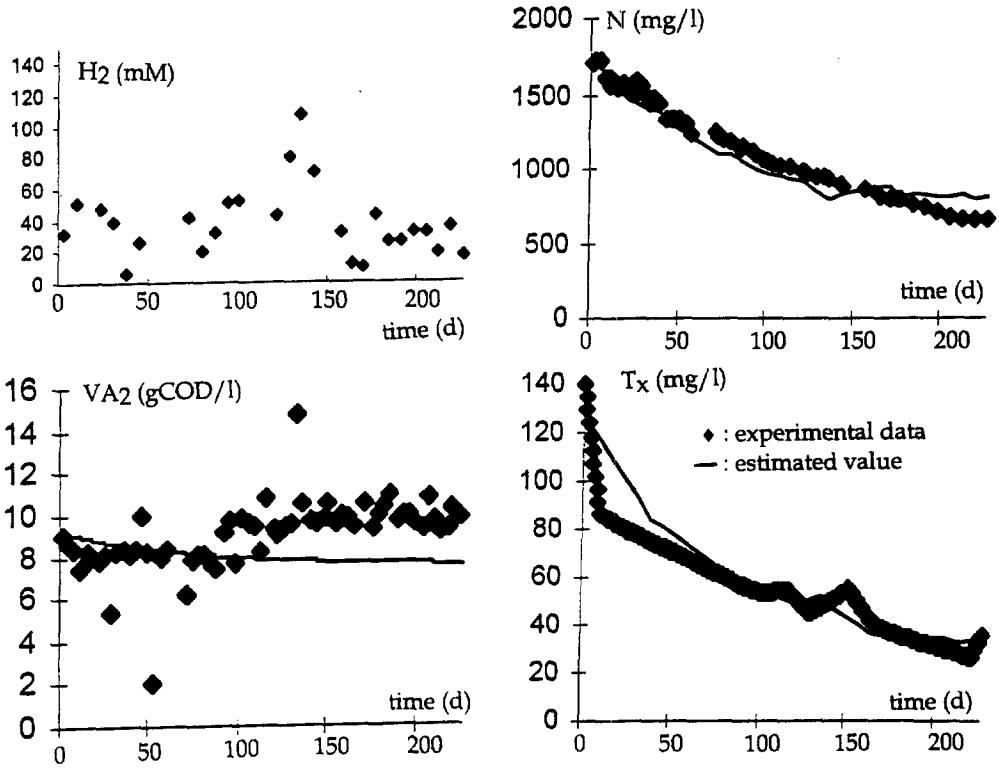 H2 (mM)
140
120
100
80
60
40
20
0
0 50 100 150 200
time (d)
N (mg/l)
2000
1500
1000
500
0
0 50 100 150 200
time (d)
VA2 (gCOD/l)
16
14
12
10
8
6
4
2
0
0 50 100 150 200
time (d)
Tx (mg/l)
140
120
100
80
60
40
20
0
0 50 100 150 200
time (d)
◆ : experimental data
— : estimated value